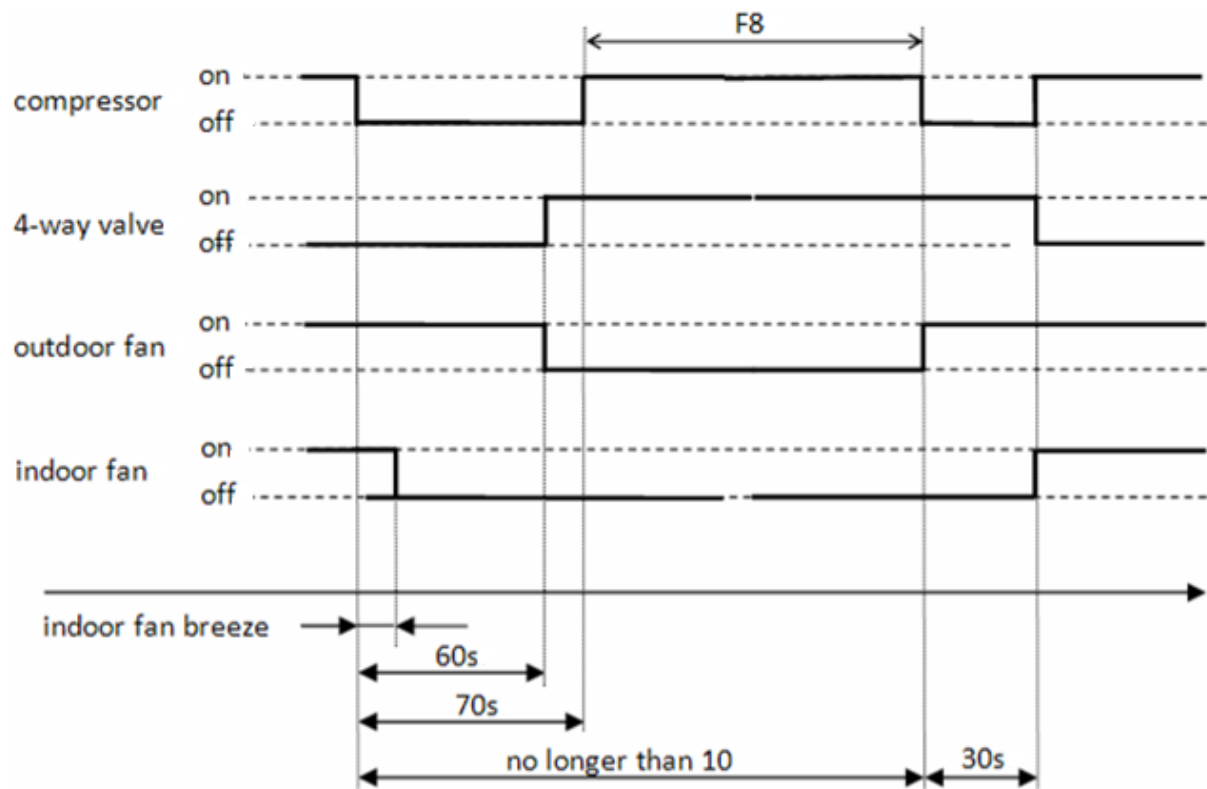 F8
on
compressor
off
on
4-way valve
off
on
outdoor fan
off
on
indoor fan
off
indoor fan breeze
60s
70s
no longer than 10
30s